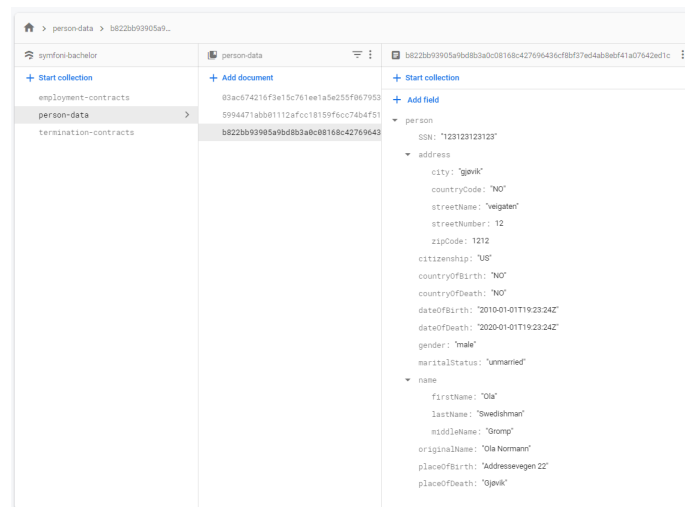 person-data > b822bb93905a9...
symfoni-bachelor
Start collection
employment-contracts
person-data
termination-contracts
person-data
Add document
03ac674216f3e15c761ee1a5e255f067953
5994471abb01112afcc18159f6cc74b4f51
b822bb93905a9bd8b3a0c08168c42769643
b822bb93905a9bd8b3a0c08168c427696436cf8bf37ed4ab8ebf41a07642ed1c
Start collection
Add field
person
SSN: "123123123123"
address
city: "gjøvik"
countryCode: "NO"
streetName: "veigaten"
streetNumber: 12
zipCode: 1212
citizenship: "US"
countryOfBirth: "NO"
countryOfDeath: "NO"
dateOfBirth: "2010-01-01T19:23:24Z"
dateOfDeath: "2020-01-01T19:23:24Z"
gender: "male"
maritalStatus: "unmarried"
name
firstName: "Ola"
lastName: "Swedishman"
middleName: "Gromp"
originalName: "Ola Normann"
placeOfBirth: "Addressevegen 22"
placeOfDeath: "Gjøvik"